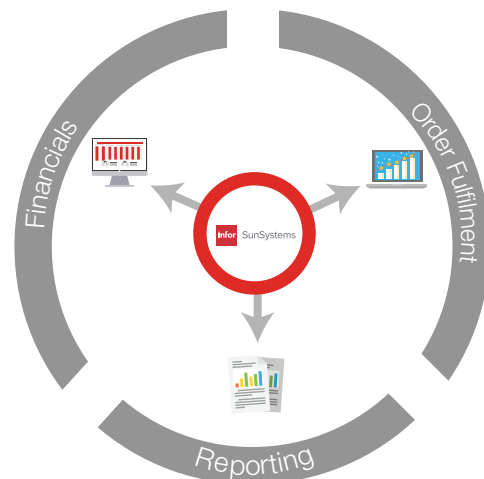 Financials
Order Fulfilment
infor SunSystems
Reporting